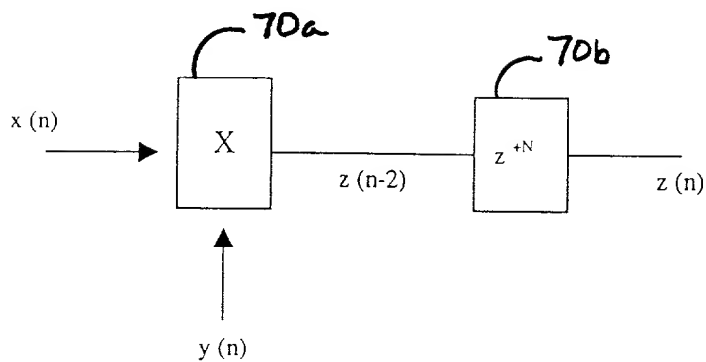 70a
70b
x (n)
X
z +N
z (n-2)
z (n)
y (n)